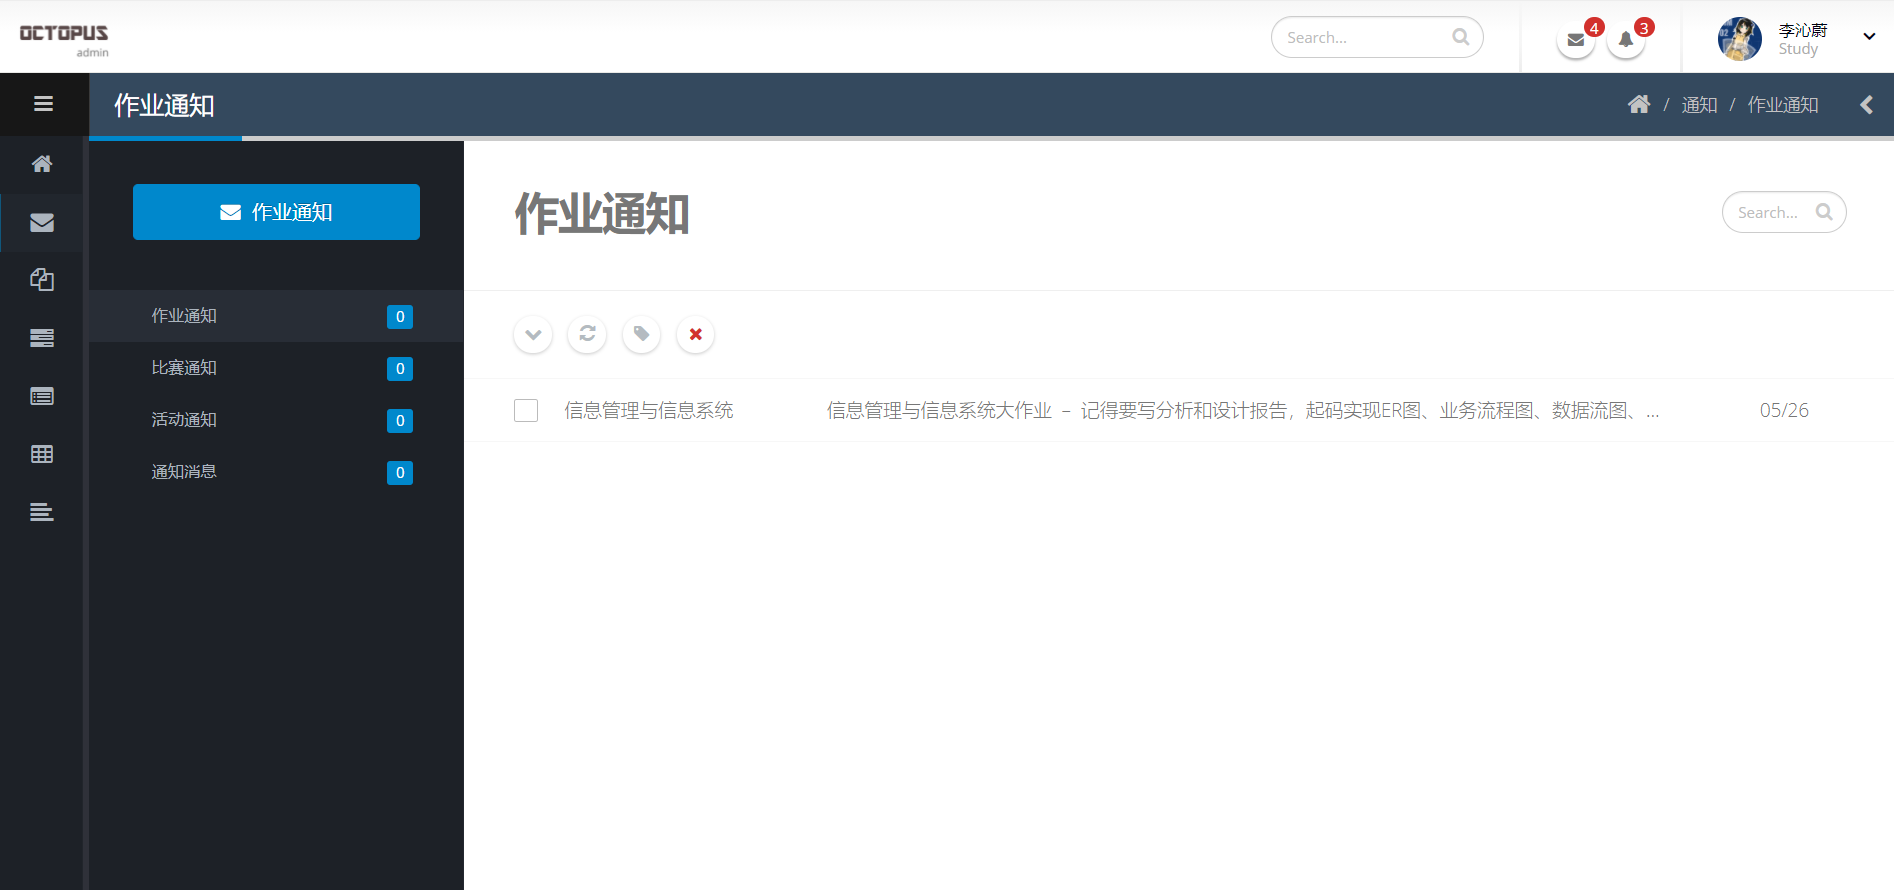 OCTOPUS
admin
Search...
4
3
李沁蔚
Study
作业通知
/ 通知 / 作业通知
作业通知
作业通知
Search...
作业通知 0
比赛通知 0
活动通知 0
通知消息 0
信息管理与信息系统 信息管理与信息系统大作业 – 记得要写分析和设计报告，起码实现ER图、业务流程图、数据流图、... 05/26